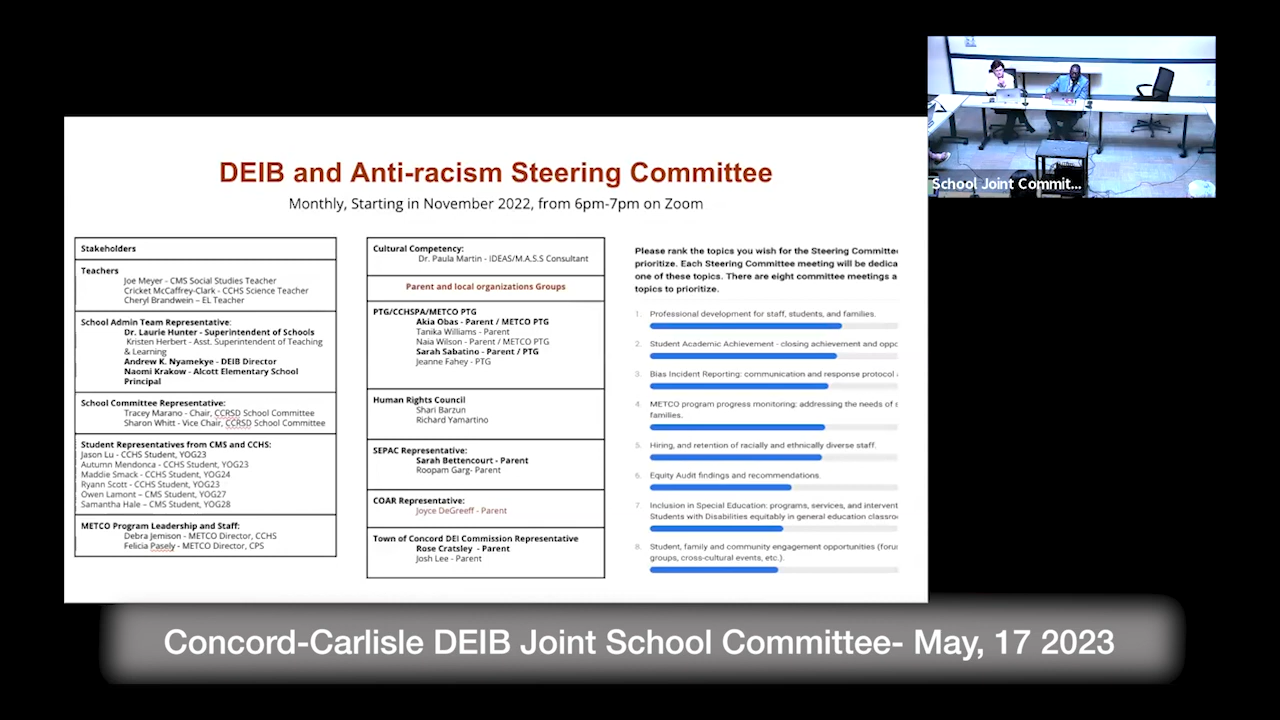 DEIB and Anti-racism Steering Committee
Monthly, Starting in November 2022, from 6pm-7pm on Zoom
Stakeholders
Teachers
Joe Meyer - CMS Social Studies Teacher
Cricket McCaffrey-Clark - CCHS Science Teacher
Cheryl Brandwein – EL Teacher
School Admin Team Representative:
Dr. Laurie Hunter - Superintendent of Schools
Kristen Herbert - Asst. Superintendent of Teaching
& Learning
Andrew K. Nyamekye - DEIB Director
Naomi Krakow - Alcott Elementary School
Principal
School Committee Representative:
Tracey Marano - Chair, CCRSD School Committee
Sharon Whitt - Vice Chair, CCRSD School Committee
Student Representatives from CMS and CCHS:
Jason Lu - CCHS Student, YOG23
Autumn Mendonca - CCHS Student, YOG23
Maddie Smack - CCHS Student, YOG24
Ryann Scott - CCHS Student, YOG23
Owen Lamont – CMS Student, YOG27
Samantha Hale – CMS Student, YOG28
METCO Program Leadership and Staff:
Debra Jemison - METCO Director, CCHS
Felicia Pasely - METCO Director, CPS
Cultural Competency:
Dr. Paula Martin - IDEAS/M.A.S.S Consultant
Parent and local organizations Groups
PTG/CCHSPA/METCO PTG
Akia Obas - Parent / METCO PTG
Tanika Williams - Parent
Naia Wilson - Parent / METCO PTG
Sarah Sabatino - Parent / PTG
Jeanne Fahey - PTG
Human Rights Council
Shari Barzun
Richard Yamartino
SEPAC Representative:
Sarah Bettencourt - Parent
Roopam Garg- Parent
COAR Representative:
Joyce DeGreeff - Parent
Town of Concord DEI Commission Representative
Rose Cratsley - Parent
Josh Lee - Parent
Please rank the topics you wish for the Steering Committee
prioritize. Each Steering Committee meeting will be dedica
one of these topics. There are eight committee meetings a
topics to prioritize.
1. Professional development for staff, students, and families.
2. Student Academic Achievement - closing achievement and oppo
3. Bias Incident Reporting: communication and response protocol
4. METCO program progress monitoring: addressing the needs of s
families.
5. Hiring, and retention of racially and ethnically diverse staff.
6. Equity Audit findings and recommendations.
7. Inclusion in Special Education: programs, services, and intervent
Students with Disabilities equitably in general education classroo
8. Student, family and community engagement opportunities (foru
groups, cross-cultural events, etc.).
School Joint Commit...
Concord-Carlisle DEIB Joint School Committee- May, 17 2023